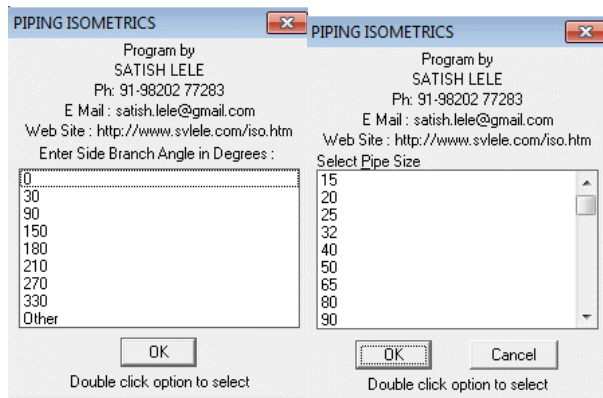 PIPING ISOMETRICS
Program by
SATISH LELE
Ph: 91-98202 77283
E Mail : satish.lele@gmail.com
Web Site : http://www.svlele.com/iso.htm
Enter Side Branch Angle in Degrees :
0
30
90
150
180
210
270
330
Other
OK
Double click option to select
PIPING ISOMETRICS
Program by
SATISH LELE
Ph: 91-98202 77283
E Mail : satish.lele@gmail.com
Web Site : http://www.svlele.com/iso.htm
Select Pipe Size
15
20
25
32
40
50
65
80
90
OK Cancel
Double click option to select